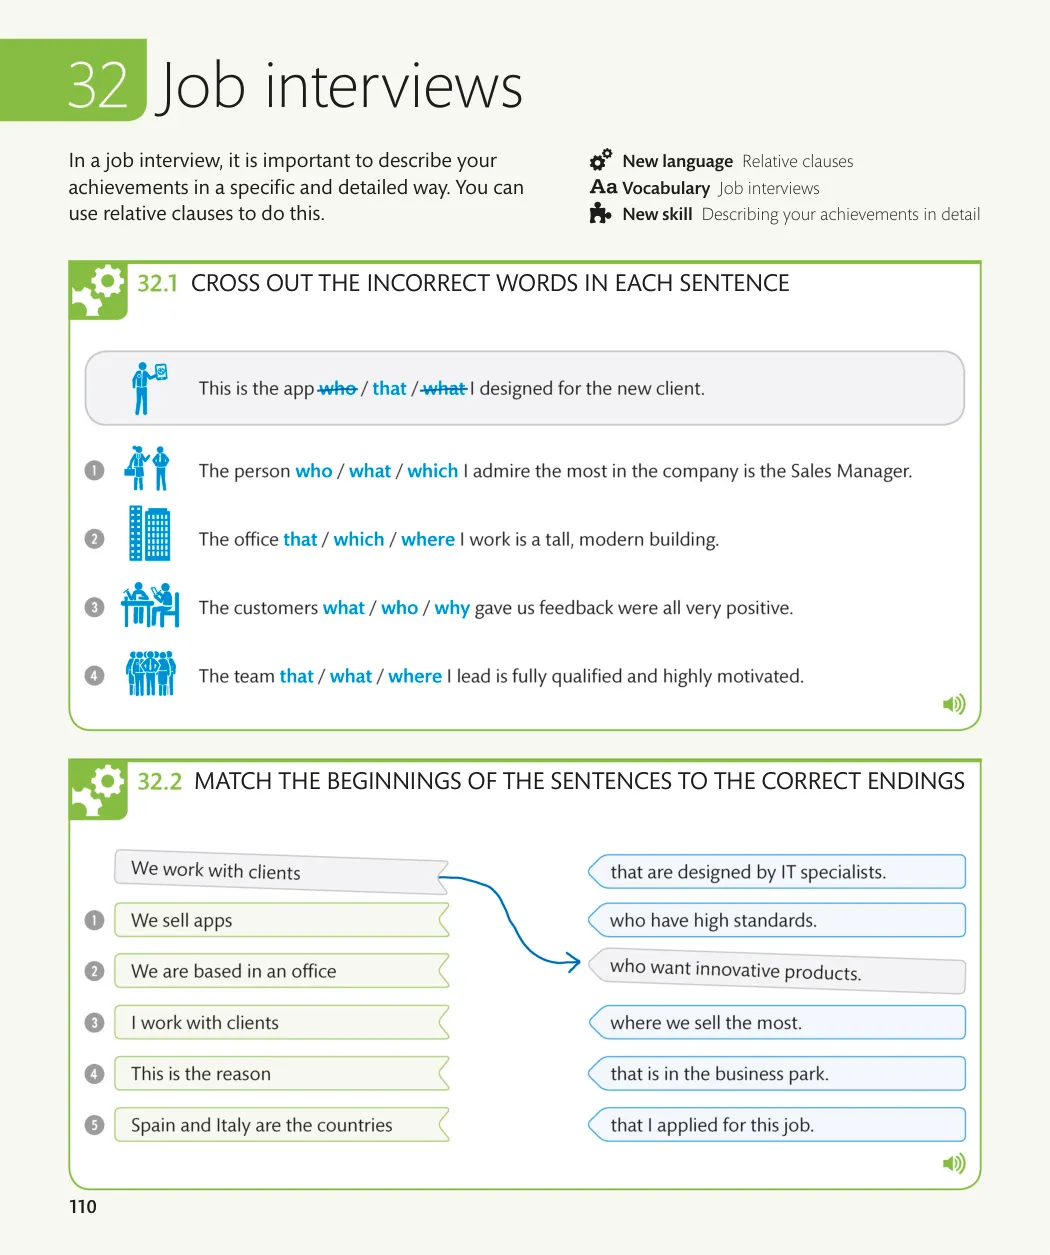 32 Job interviews
In a job interview, it is important to describe your
achievements in a specific and detailed way. You can
use relative clauses to do this.
New language Relative clauses
Aa Vocabulary Job interviews
New skill Describing your achievements in detail
32.1 CROSS OUT THE INCORRECT WORDS IN EACH SENTENCE
This is the app who / that / what I designed for the new client.
1 The person who / what / which I admire the most in the company is the Sales Manager.
2 The office that / which / where I work is a tall, modern building.
3 The customers what / who / why gave us feedback were all very positive.
4 The team that / what / where I lead is fully qualified and highly motivated.
32.2 MATCH THE BEGINNINGS OF THE SENTENCES TO THE CORRECT ENDINGS
We work with clients
that are designed by IT specialists.
1 We sell apps
who have high standards.
2 We are based in an office
who want innovative products.
3 I work with clients
where we sell the most.
4 This is the reason
that is in the business park.
5 Spain and Italy are the countries
that I applied for this job.
110